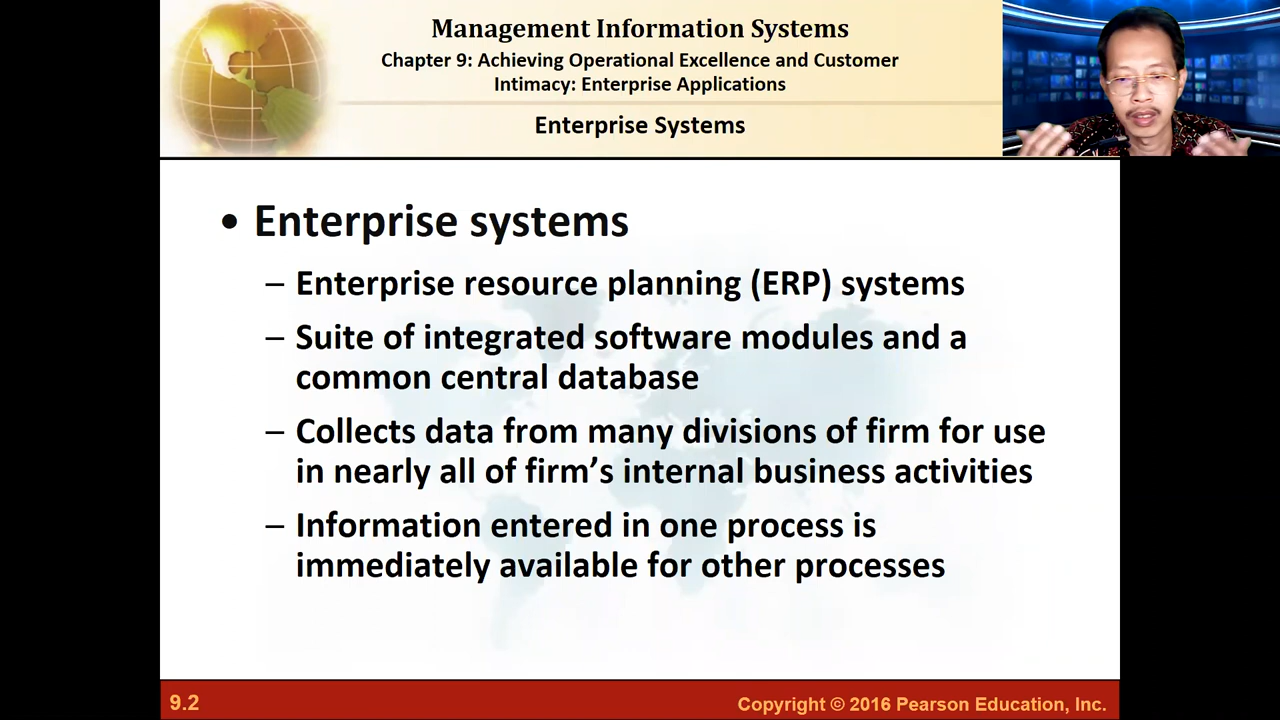 Management Information Systems
Chapter 9: Achieving Operational Excellence and Customer
Intimacy: Enterprise Applications
Enterprise Systems
• Enterprise systems
– Enterprise resource planning (ERP) systems
– Suite of integrated software modules and a
common central database
– Collects data from many divisions of firm for use
in nearly all of firm’s internal business activities
– Information entered in one process is
immediately available for other processes
9.2
Copyright © 2016 Pearson Education, Inc.